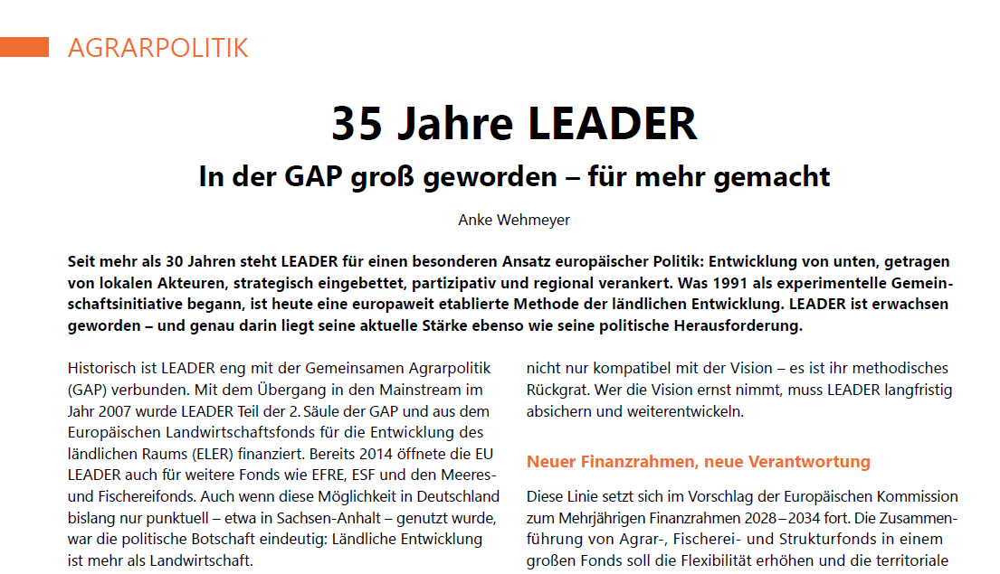 AGRARPOLITIK
35 Jahre LEADER
In der GAP groß geworden – für mehr gemacht
Anke Wehmeyer
Seit mehr als 30 Jahren steht LEADER für einen besonderen Ansatz europäischer Politik: Entwicklung von unten, getragen
von lokalen Akteuren, strategisch eingebettet, partizipativ und regional verankert. Was 1991 als experimentelle Gemein-
schaftsinitiative begann, ist heute eine europaweit etablierte Methode der ländlichen Entwicklung. LEADER ist erwachsen
geworden – und genau darin liegt seine aktuelle Stärke ebenso wie seine politische Herausforderung.
Historisch ist LEADER eng mit der Gemeinsamen Agrarpolitik
(GAP) verbunden. Mit dem Übergang in den Mainstream im
Jahr 2007 wurde LEADER Teil der 2. Säule der GAP und aus dem
Europäischen Landwirtschaftsfonds für die Entwicklung des
ländlichen Raums (ELER) finanziert. Bereits 2014 öffnete die EU
LEADER auch für weitere Fonds wie EFRE, ESF und den Meeres-
und Fischereifonds. Auch wenn diese Möglichkeit in Deutschland
bislang nur punktuell – etwa in Sachsen-Anhalt – genutzt wurde,
war die politische Botschaft eindeutig: Ländliche Entwicklung
ist mehr als Landwirtschaft.
nicht nur kompatibel mit der Vision – es ist ihr methodisches
Rückgrat. Wer die Vision ernst nimmt, muss LEADER langfristig
absichern und weiterentwickeln.
Neuer Finanzrahmen, neue Verantwortung
Diese Linie setzt sich im Vorschlag der Europäischen Kommission
zum Mehrjährigen Finanzrahmen 2028–2034 fort. Die Zusammen-
führung von Agrar-, Fischerei- und Strukturfonds in einem
großen Fonds soll die Flexibilität erhöhen und die territoriale